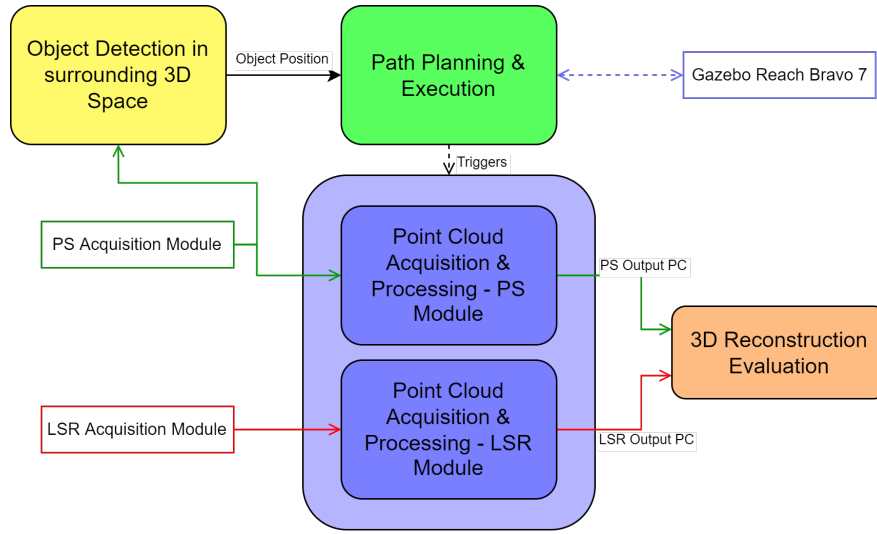 Object Detection in
surrounding 3D
Space
Object Position
Path Planning &
Execution
Gazebo Reach Bravo 7
Triggers
PS Acquisition Module
Point Cloud
Acquisition &
Processing - PS
Module
PS Output PC
3D Reconstruction
Evaluation
LSR Acquisition Module
Point Cloud
Acquisition &
Processing - LSR
Module
LSR Output PC